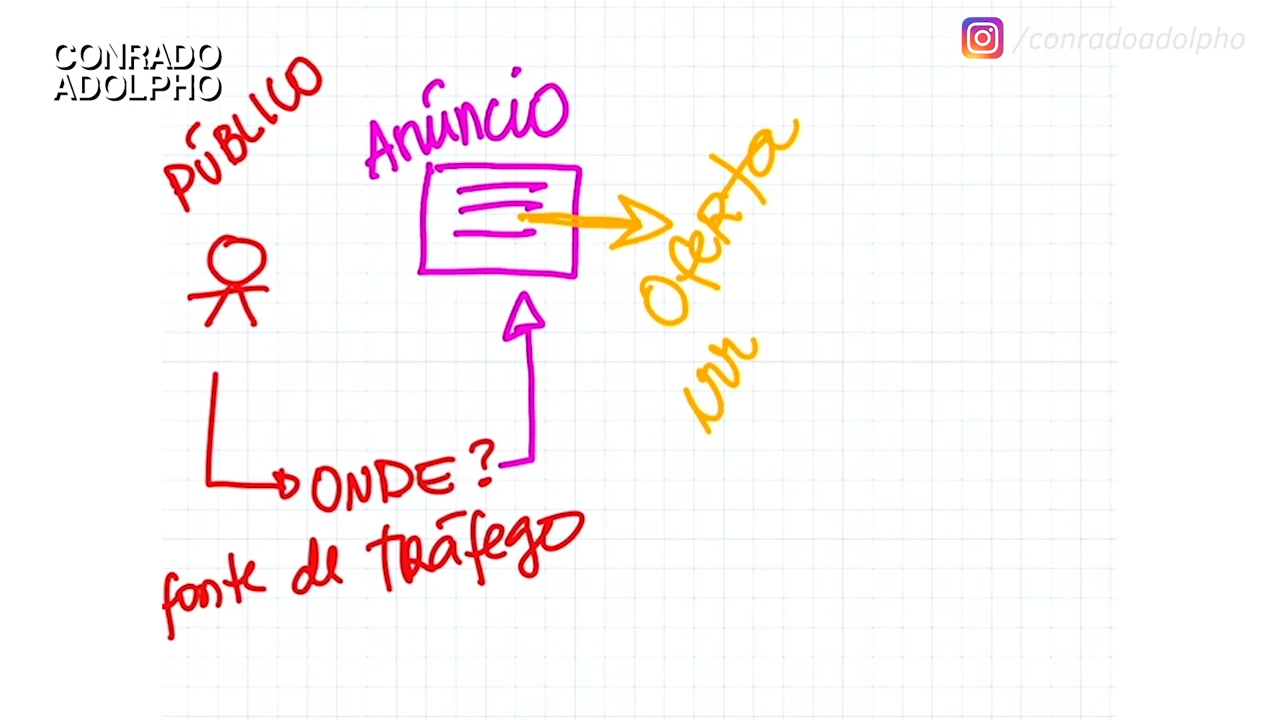 CONRADO
ADOLPHO
/conradoadolpho
PÚBLICO
Anúncio
Oferta
ONDE?
fonte de tráfego